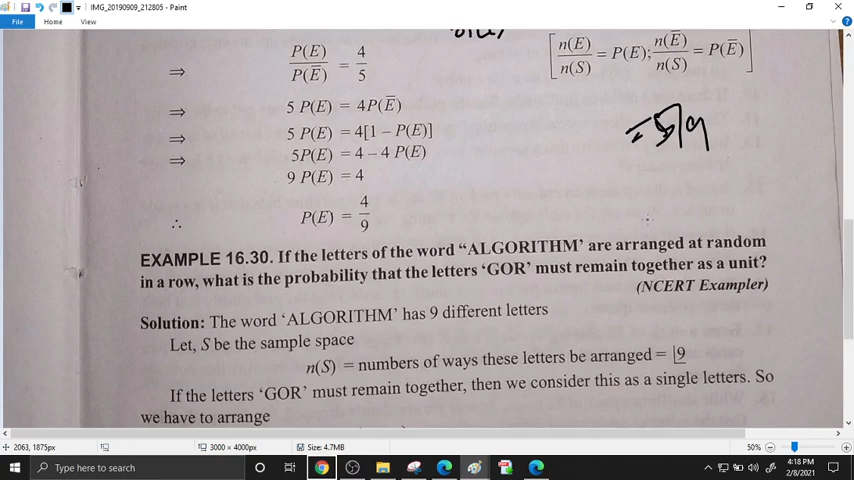 IMG_20190909_212805 - Paint
File Home View
n(E)/n(S) = P(E); n(E̅)/n(S) = P(E̅)
⇒ P(E)/P(E̅) = 4/5
⇒ 5 P(E) = 4P(E̅)
= 5/9
⇒ 5 P(E) = 4[1 – P(E)]
⇒ 5P(E) = 4 – 4 P(E)
9 P(E) = 4
∴ P(E) = 4/9
EXAMPLE 16.30. If the letters of the word “ALGORITHM’ are arranged at random
in a row, what is the probability that the letters ‘GOR’ must remain together as a unit?
(NCERT Exampler)
Solution: The word ‘ALGORITHM’ has 9 different letters
Let, S be the sample space
n(S) = numbers of ways these letters be arranged = ⌊9
If the letters ‘GOR’ must remain together, then we consider this as a single letters. So
we have to arrange
2063, 1875px 3000 × 4000px Size: 4.7MB 50%
Type here to search
4:18 PM
2/8/2021